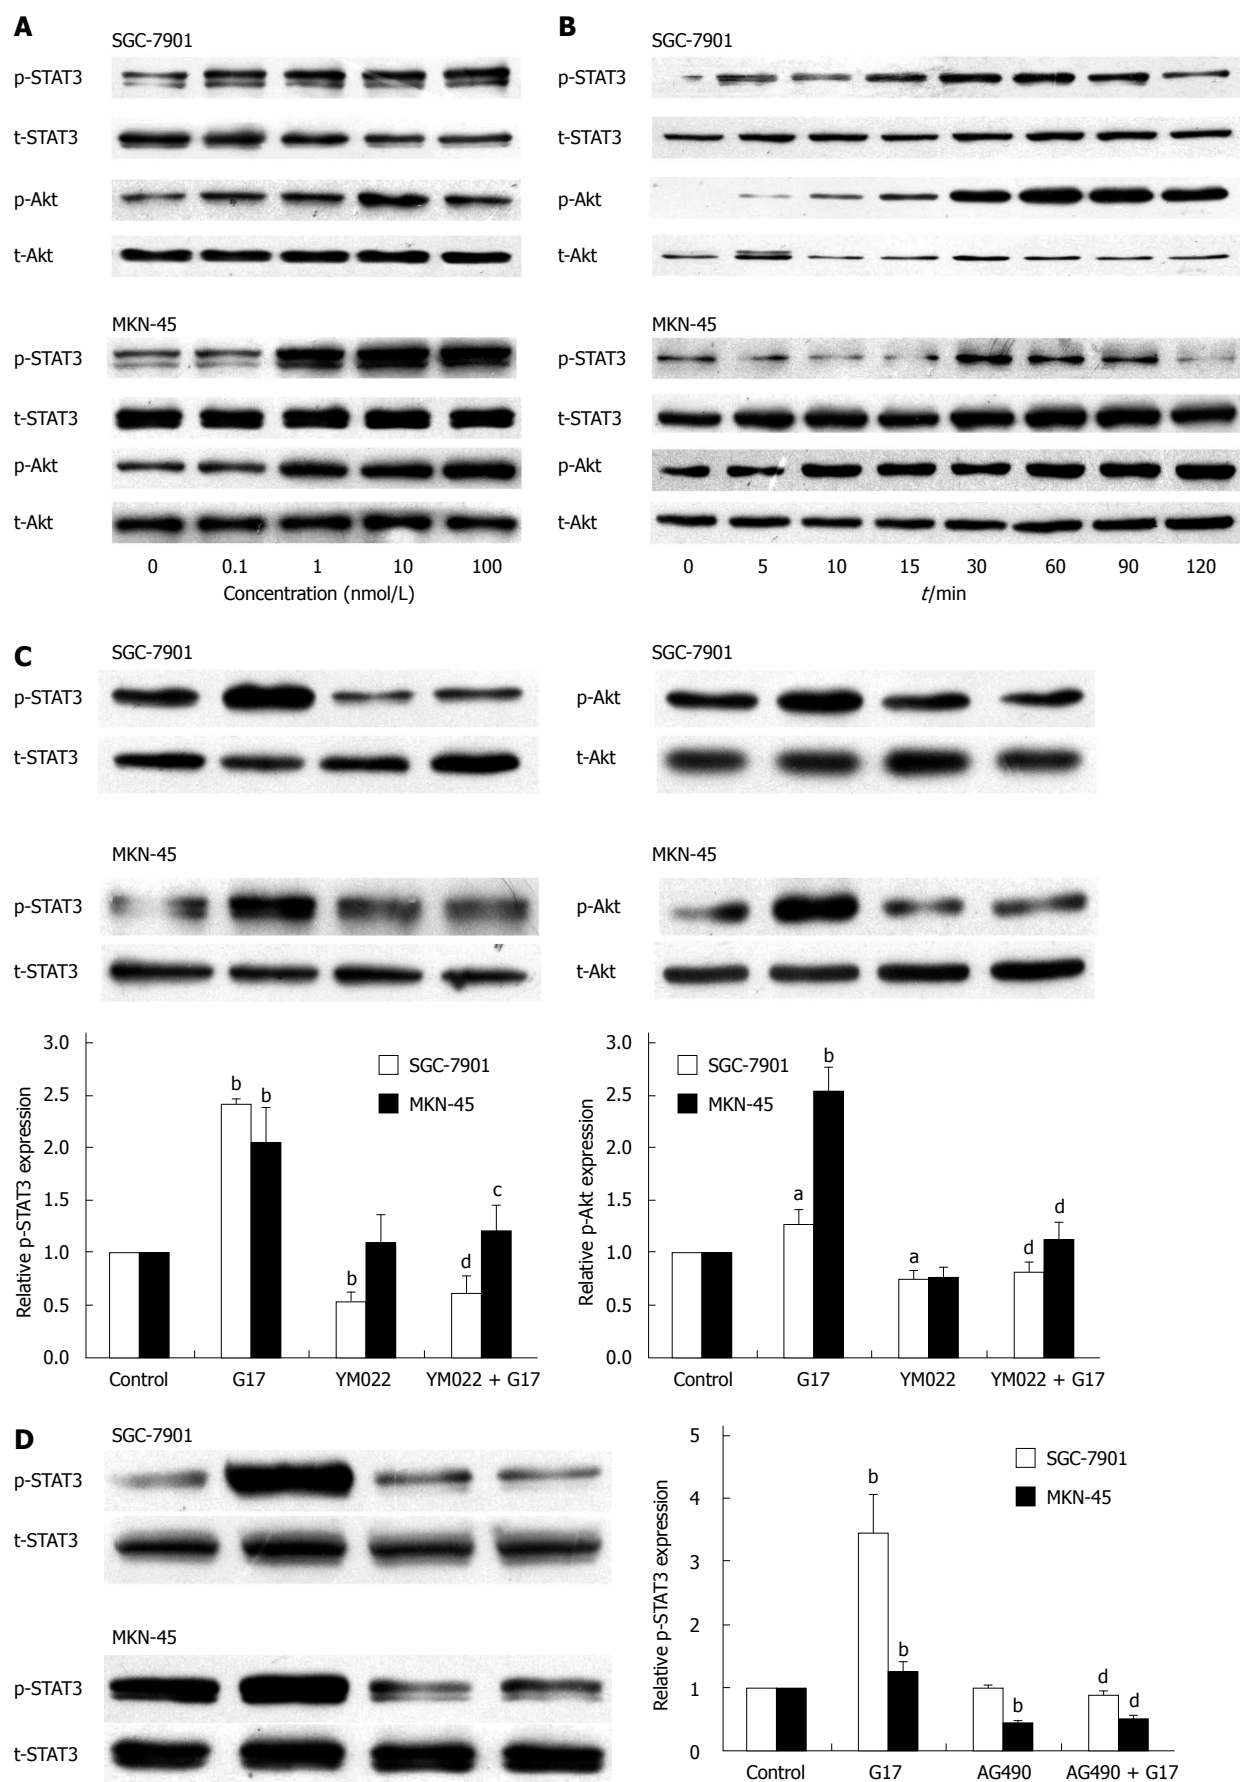 A
SGC-7901
p-STAT3
t-STAT3
p-Akt
t-Akt
MKN-45
p-STAT3
t-STAT3
p-Akt
t-Akt
0 0.1 1 10 100
Concentration (nmol/L)
B
SGC-7901
p-STAT3
t-STAT3
p-Akt
t-Akt
MKN-45
p-STAT3
t-STAT3
p-Akt
t-Akt
0 5 10 15 30 60 90 120
t/min
C
SGC-7901
p-STAT3
t-STAT3
MKN-45
p-STAT3
t-STAT3
SGC-7901
p-Akt
t-Akt
MKN-45
p-Akt
t-Akt
Relative p-STAT3 expression
3.0
2.5
2.0
1.5
1.0
0.5
0.0
SGC-7901
MKN-45
b b
b
d
c
Control G17 YM022 YM022 + G17
Relative p-Akt expression
3.0
2.5
2.0
1.5
1.0
0.5
0.0
SGC-7901
MKN-45
a
b
a
d
d
Control G17 YM022 YM022 + G17
D
SGC-7901
p-STAT3
t-STAT3
MKN-45
p-STAT3
t-STAT3
Relative p-STAT3 expression
5
4
3
2
1
0
SGC-7901
MKN-45
b
b
b
d
d
Control G17 AG490 AG490 + G17